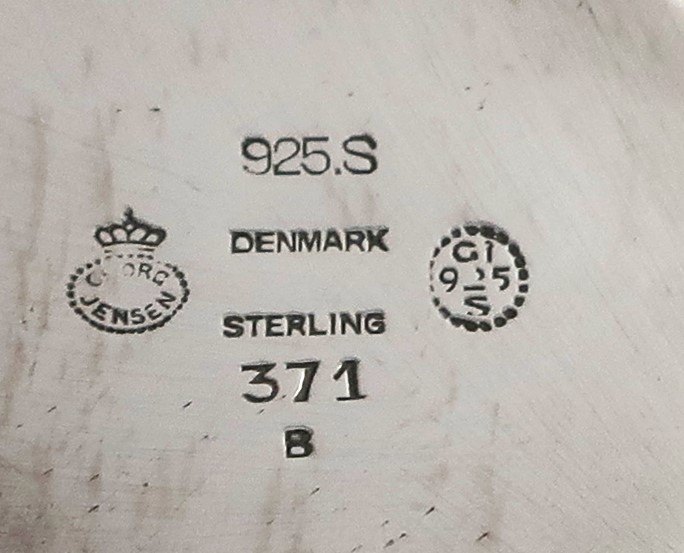 925.S
DENMARK
GEORG
JENSEN
GI
925
S
STERLING
371
B